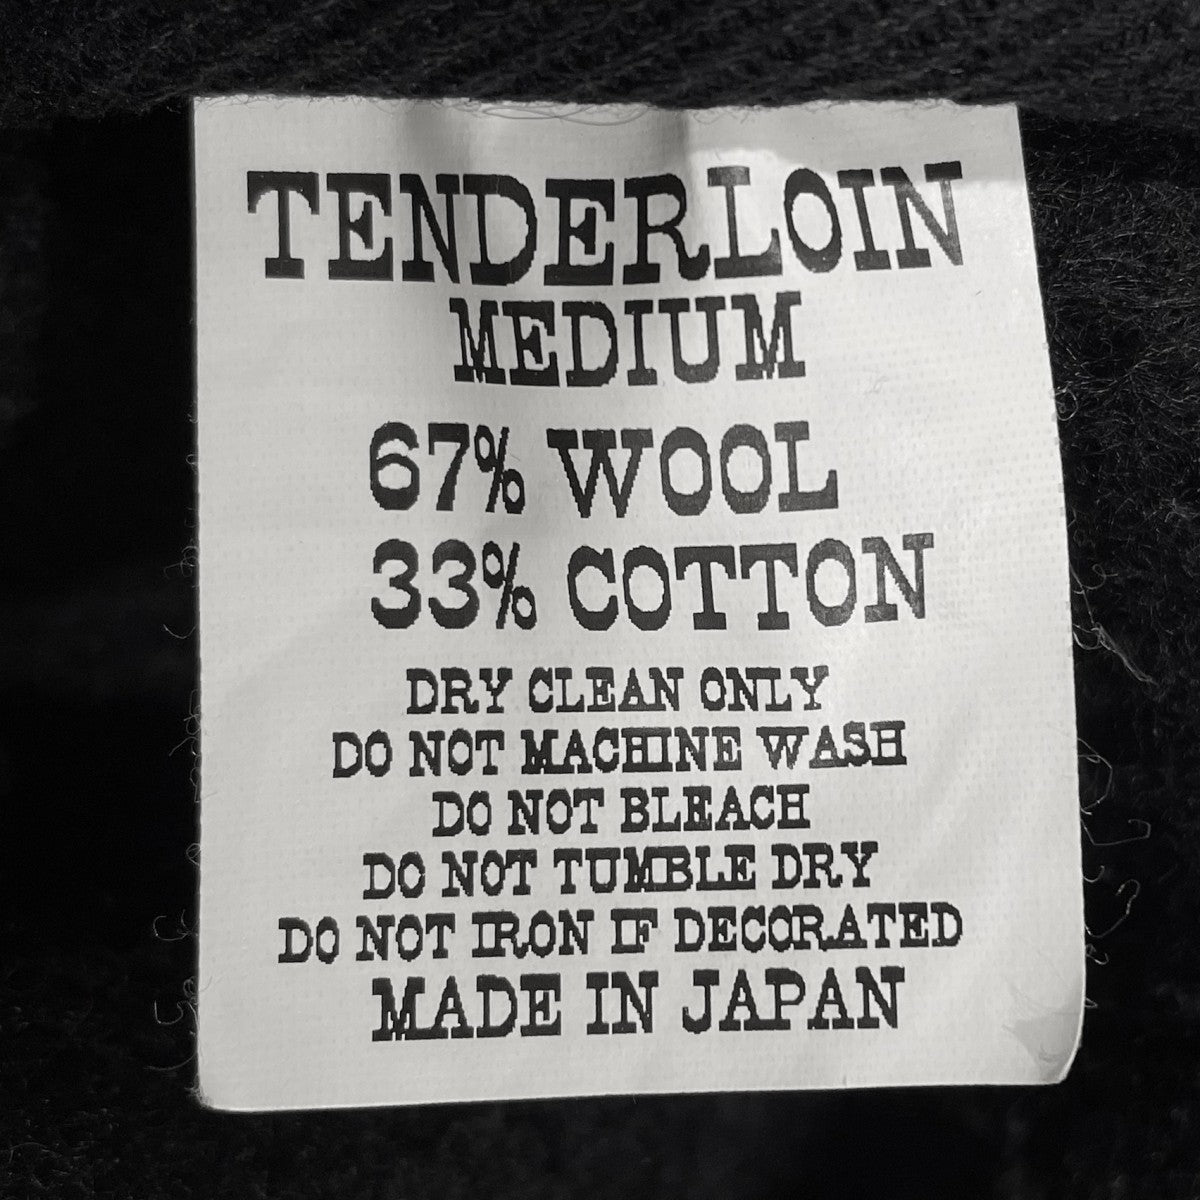 TENDERLOIN
MEDIUM
67% WOOL
33% COTTON
DRY CLEAN ONLY
DO NOT MACHINE WASH
DO NOT BLEACH
DO NOT TUMBLE DRY
DO NOT IRON IF DECORATED
MADE IN JAPAN